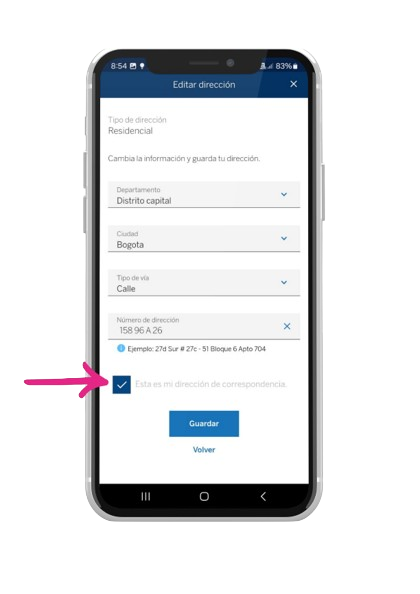 8:54
83%
Editar dirección
Tipo de dirección
Residencial
Cambia la información y guarda tu dirección.
Departamento
Distrito capital
Ciudad
Bogota
Tipo de vía
Calle
Número de dirección
158 96 A 26
Ejemplo: 27d Sur # 27c - 51 Bloque 6 Apto 704
Esta es mi dirección de correspondencia.
Guardar
Volver